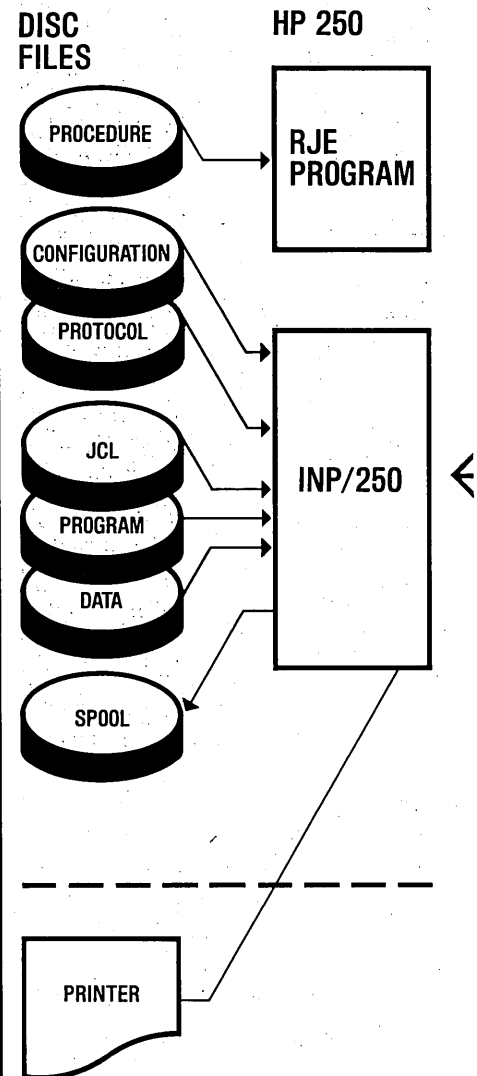 DISC
FILES
HP 250
PROCEDURE
RJE
PROGRAM
CONFIGURATION
PROTOCOL
JCL
PROGRAM
DATA
INP/250
SPOOL
PRINTER